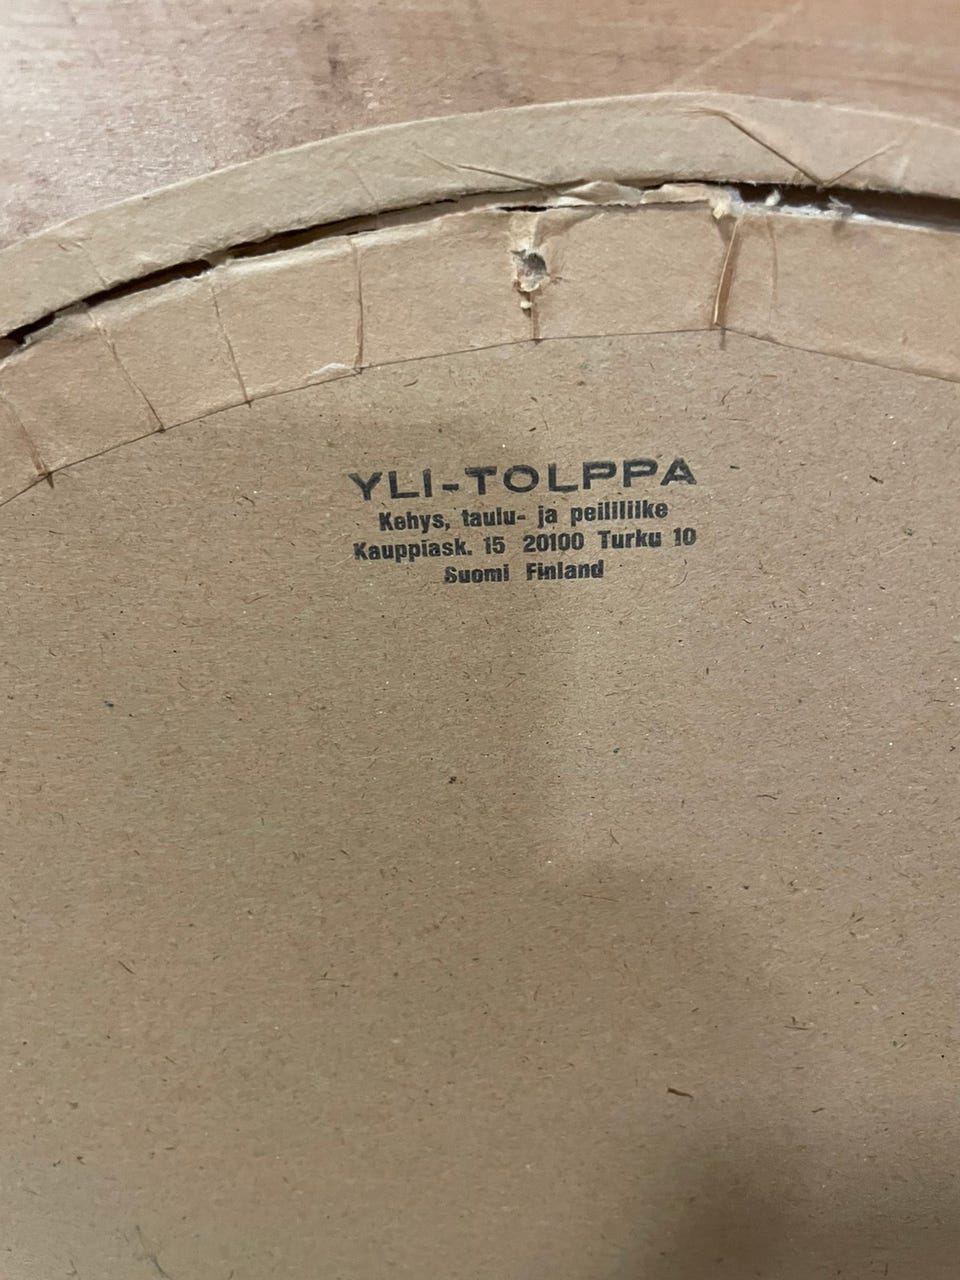 YLI-TOLPPA
Kehys, taulu- ja peililiike
Kauppiask. 15 20100 Turku 10
Suomi Finland